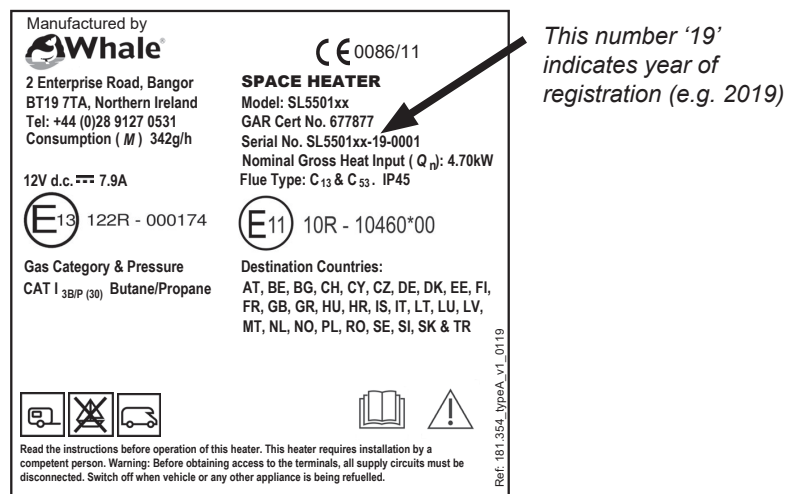 Manufactured by
Whale®
2 Enterprise Road, Bangor
BT19 7TA, Northern Ireland
Tel: +44 (0)28 9127 0531
Consumption ( M ) 342g/h
12V d.c. 7.9A
E13 122R - 000174
Gas Category & Pressure
CAT I 3B/P (30) Butane/Propane
CE 0086/11
SPACE HEATER
Model: SL5501xx
GAR Cert No. 677877
Serial No. SL5501xx-19-0001
Nominal Gross Heat Input ( Q n): 4.70kW
Flue Type: C 13 & C 53 . IP45
E11 10R - 10460*00
Destination Countries:
AT, BE, BG, CH, CY, CZ, DE, DK, EE, FI,
FR, GB, GR, HU, HR, IS, IT, LT, LU, LV,
MT, NL, NO, PL, RO, SE, SI, SK & TR
Ref: 181.354_typeA_v1_0119
Read the instructions before operation of this heater. This heater requires installation by a
competent person. Warning: Before obtaining access to the terminals, all supply circuits must be
disconnected. Switch off when vehicle or any other appliance is being refuelled.
This number ‘19’
indicates year of
registration (e.g. 2019)